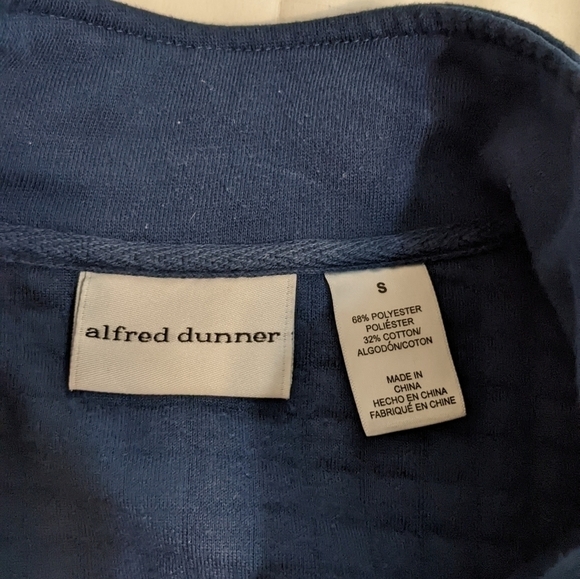 alfred dunner
S
68% POLYESTER
POLIÉSTER
32% COTTON/
ALGODÓN/COTON
MADE IN
CHINA
HECHO EN CHINA
FABRIQUÉ EN CHINE